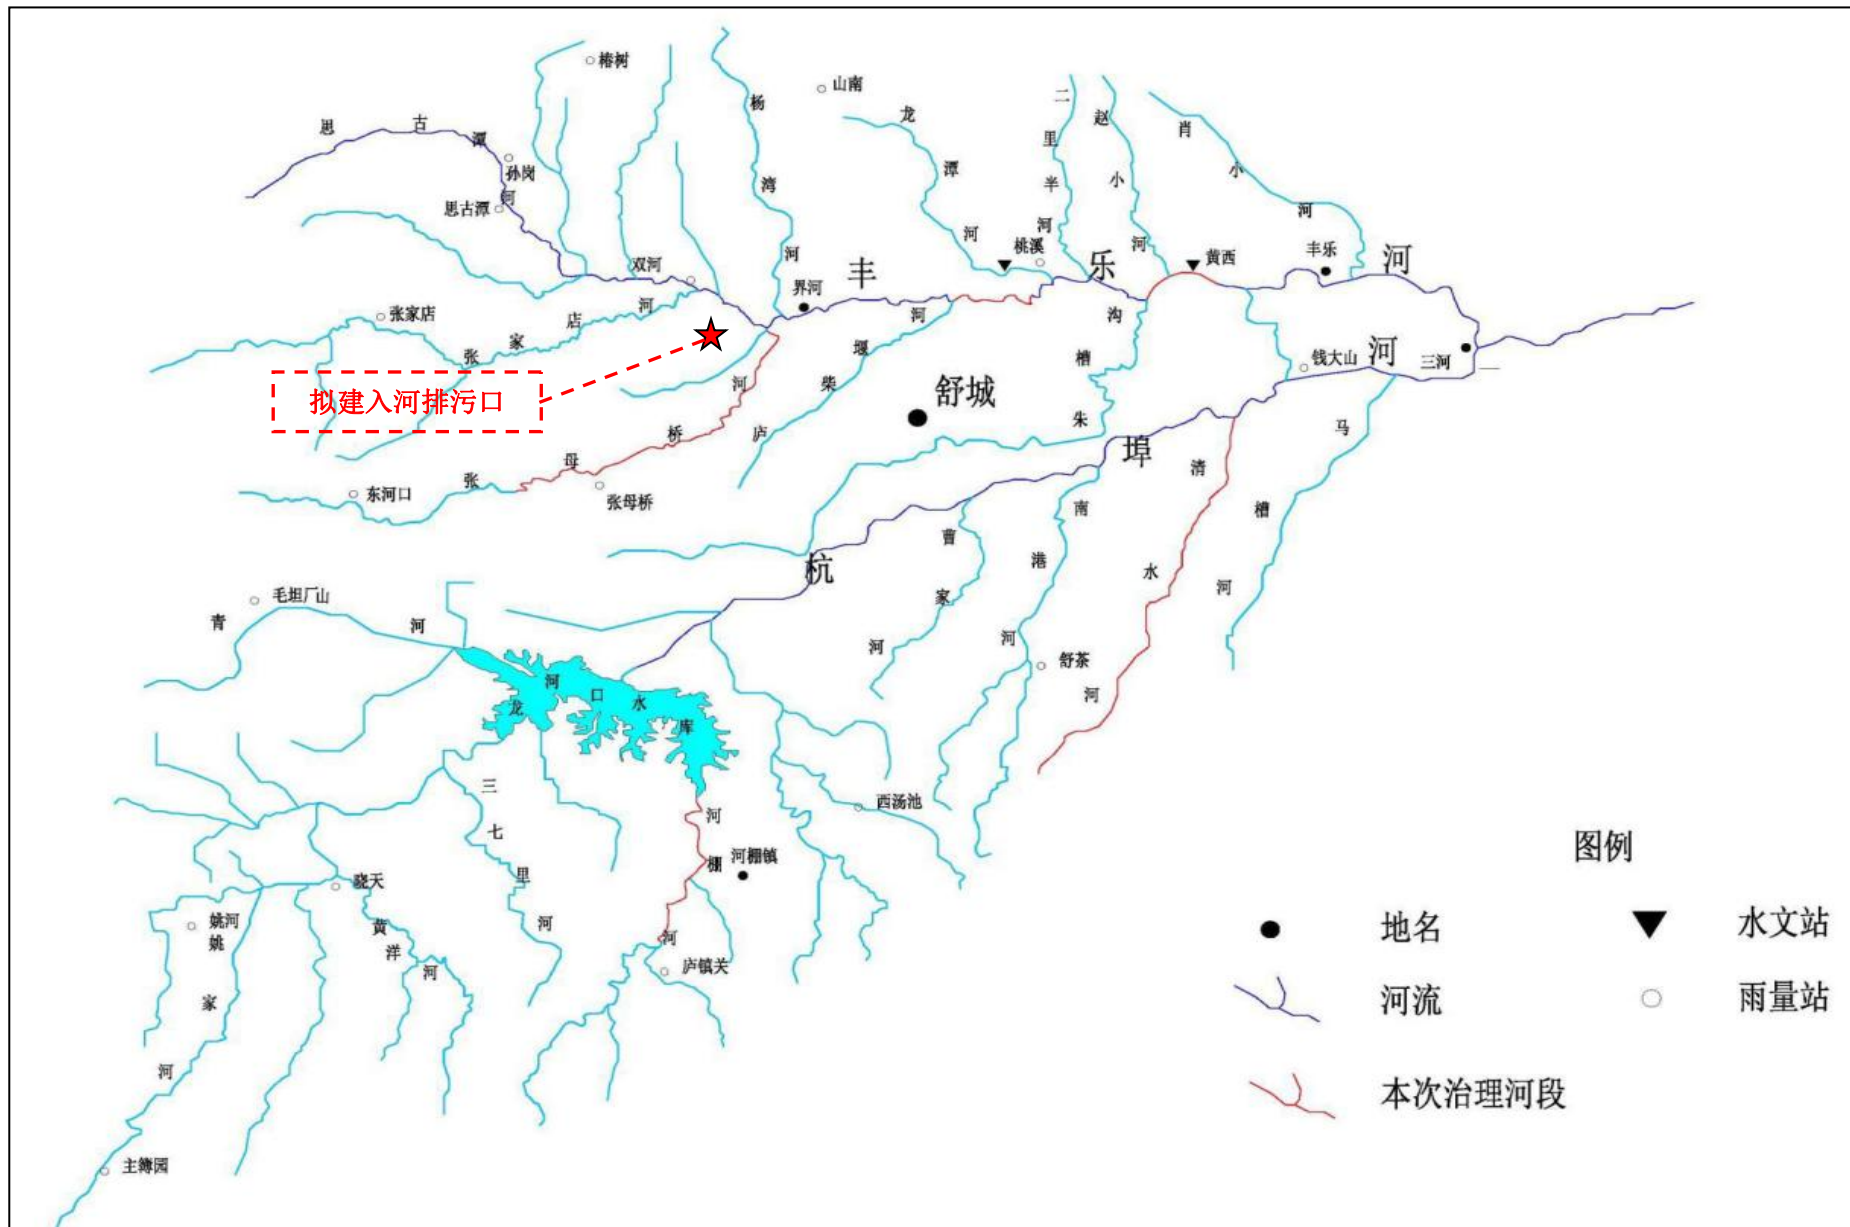 椿树
山南
杨湾河
龙潭河
二里半河
赵小河
肖小河
思古潭河
孙岗
思古潭
双河
界河
丰乐河
桃溪
黄西
丰乐
张家店
张家店河
拟建入河排污口
庐柴堰河
舒城
朱槽沟
钱大山
三河
杭埠河
东河口
张母桥河
张母桥
曹家河
南港河
清水河
马槽河
毛坦厂山
青河
龙河口水库
舒茶
三七里河
西汤池
河棚河
河棚镇
晓天
姚河
姚家河
黄洋河
庐镇关
主簿园
图例
地名
水文站
河流
雨量站
本次治理河段